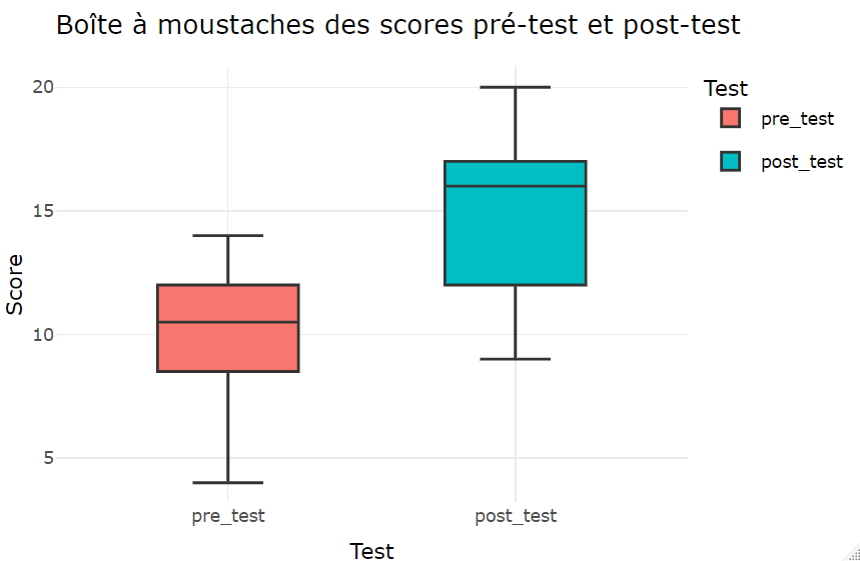 Boîte à moustaches des scores pré-test et post-test
Test
pre_test
post_test
Score
20
15
10
5
pre_test
post_test
Test